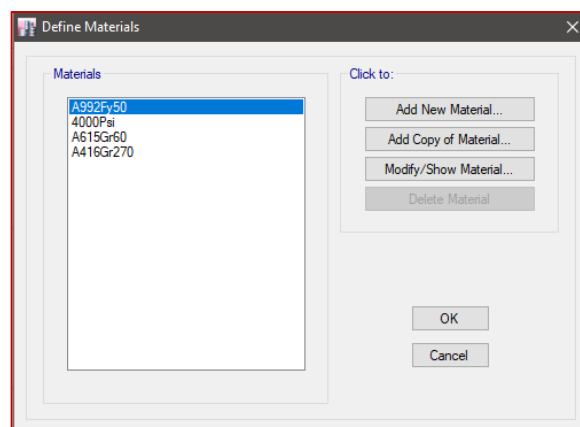 Define Materials
Materials
A992Fy50
4000Psi
A615Gr60
A416Gr270
Click to:
Add New Material...
Add Copy of Material...
Modify/Show Material...
Delete Material
OK
Cancel